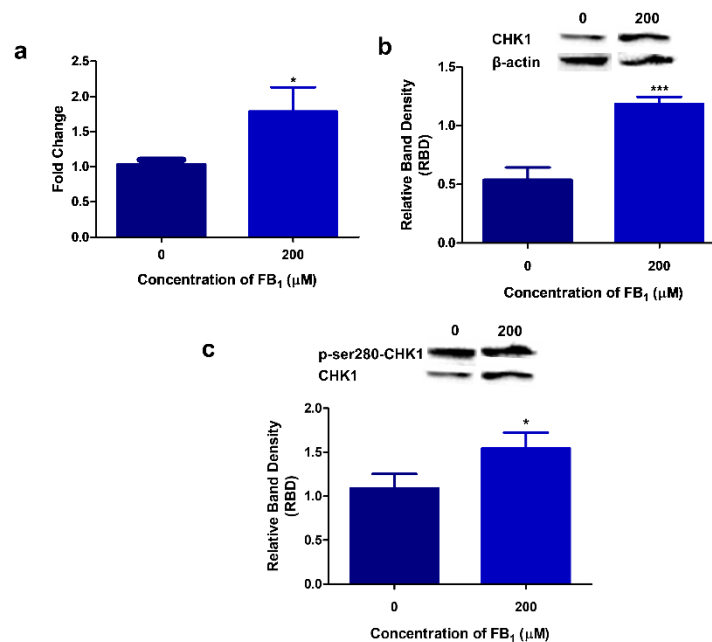 a
Fold Change
2.5
2.0
1.5
1.0
0.5
0.0
*
0 200
Concentration of FB₁ (μM)
b
0 200
CHK1
β-actin
Relative Band Density
(RBD)
1.5
1.0
0.5
0.0
***
0 200
Concentration of FB₁ (μM)
c
0 200
p-ser280-CHK1
CHK1
Relative Band Density
(RBD)
2.0
1.5
1.0
0.5
0.0
*
0 200
Concentration of FB₁ (μM)